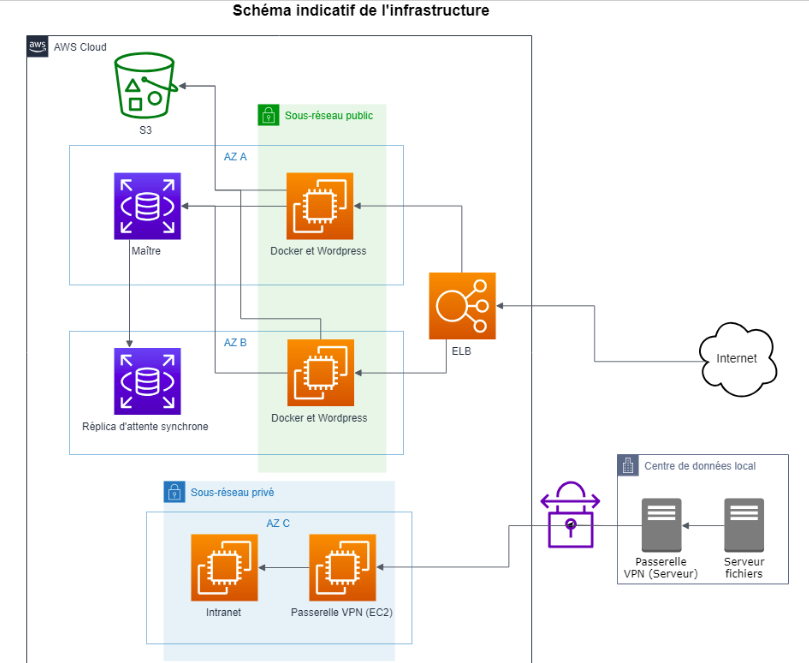 Schéma indicatif de l'infrastructure
aws
AWS Cloud
S3
Sous-réseau public
AZ A
Maître
Docker et Wordpress
ELB
Internet
AZ B
Réplica d'attente synchrone
Docker et Wordpress
Sous-réseau privé
AZ C
Intranet
Passerelle VPN (EC2)
Centre de données local
Passerelle
VPN (Serveur)
Serveur
fichiers